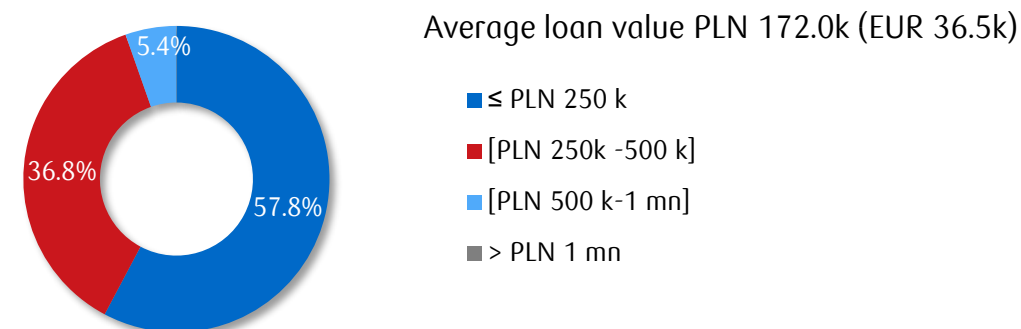 Average loan value PLN 172.0k (EUR 36.5k)
5.4%
36.8%
57.8%
≤ PLN 250 k
[PLN 250k -500 k]
[PLN 500 k-1 mn]
> PLN 1 mn